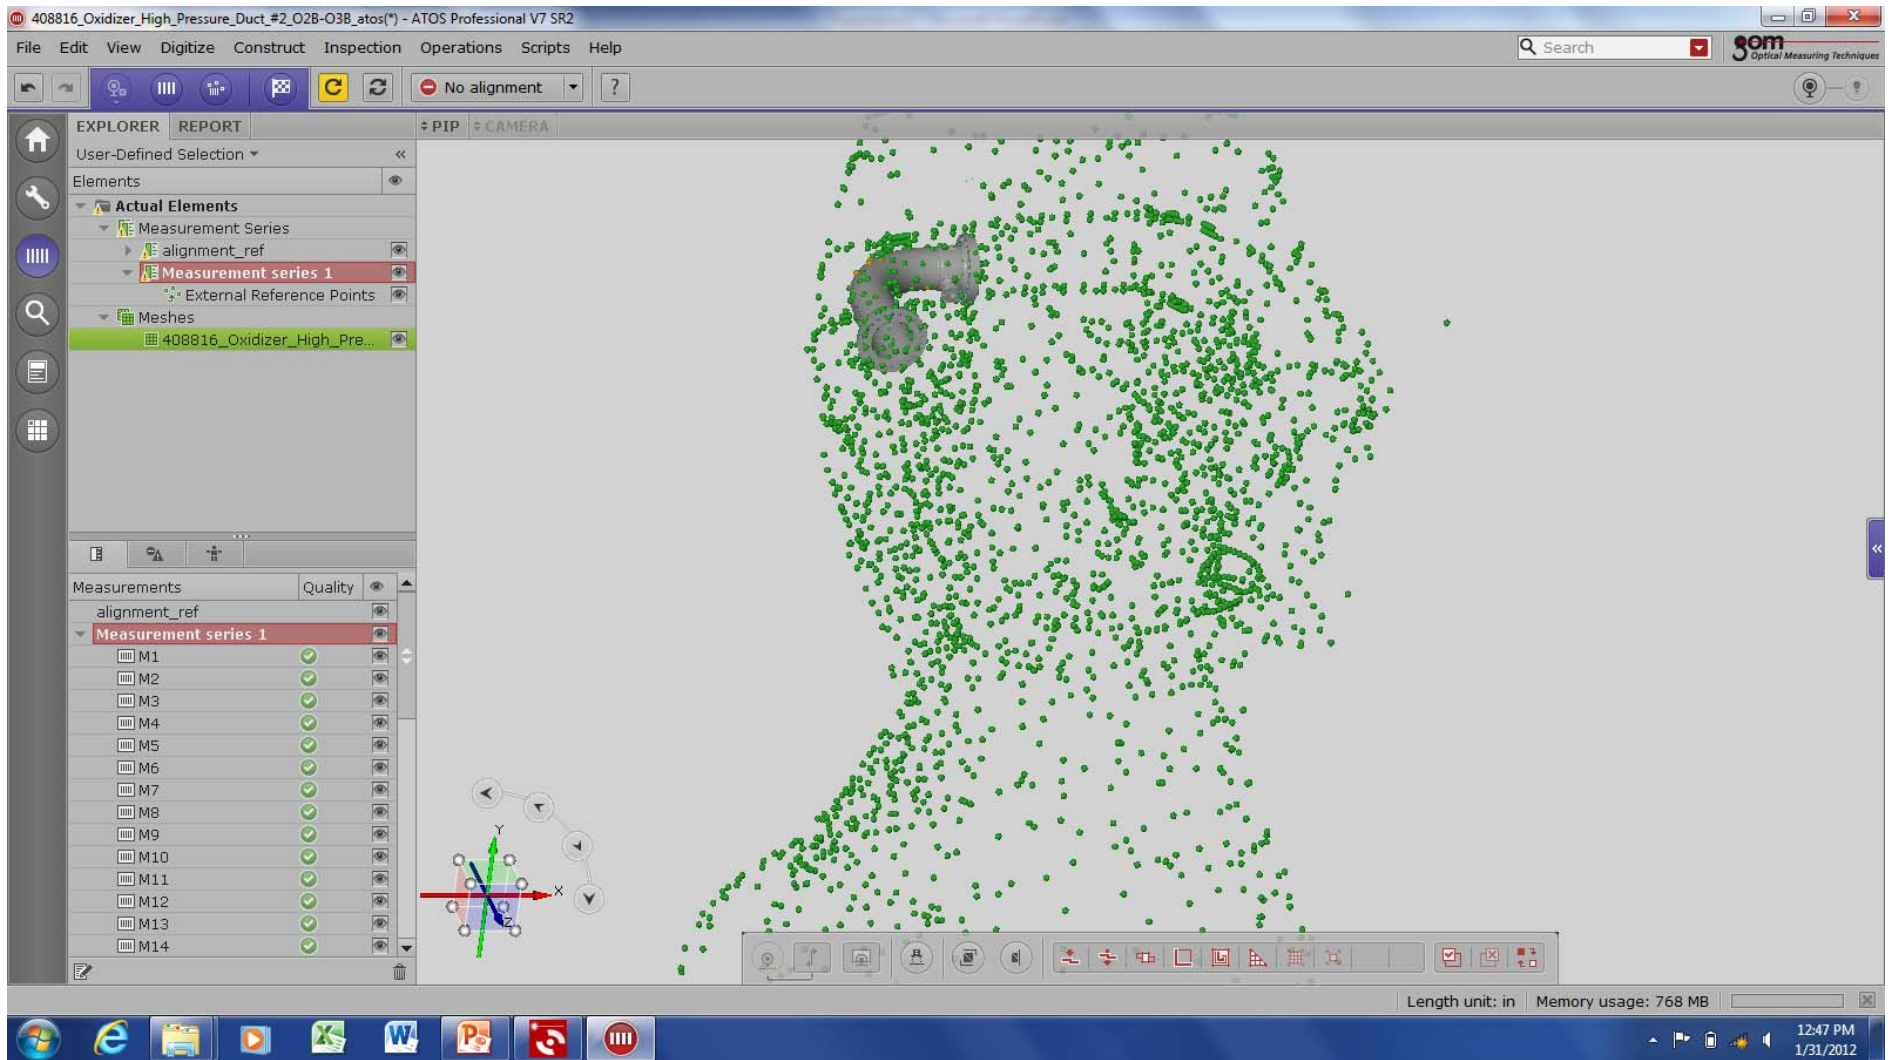 408816_Oxidizer_High_Pressure_Duct_#2_O2B-O3B_atos(*) - ATOS Professional V7 SR2
File Edit View Digitize Construct Inspection Operations Scripts Help
Search
gom
Optical Measuring Techniques
No alignment
?
EXPLORER REPORT
PIP CAMERA
User-Defined Selection
Elements
Actual Elements
Measurement Series
alignment_ref
Measurement series 1
External Reference Points
Meshes
408816_Oxidizer_High_Pre...
Measurements Quality
alignment_ref
Measurement series 1
M1
M2
M3
M4
M5
M6
M7
M8
M9
M10
M11
M12
M13
M14
Y
X
Z
Length unit: in Memory usage: 768 MB
12:47 PM
1/31/2012